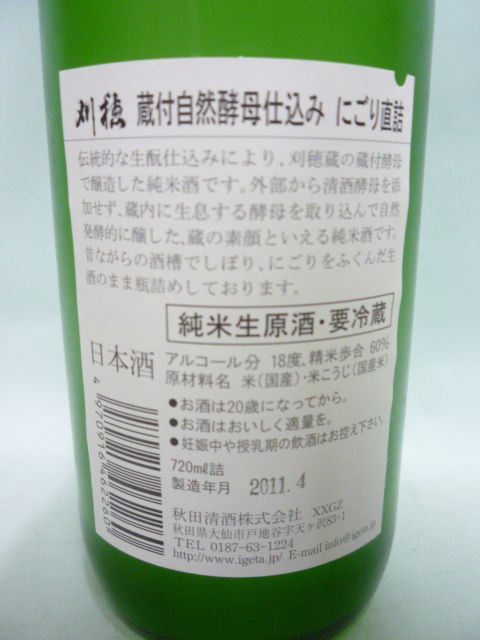 刈穂 蔵付自然酵母仕込み にごり直詰
伝統的な生酛仕込みにより、刈穂蔵の蔵付酵母
で醸造した純米酒です。外部から清酒酵母を添
加せず、蔵内に生息する酵母を取り込んで自然
発酵的に醸した、蔵の素顔といえる純米酒です。
昔ながらの酒槽でしぼり、にごりをふくんだ生
酒のまま瓶詰めしております。
純米生原酒・要冷蔵
日本酒
アルコール分 18度、精米歩合 60%
原材料名 米(国産)・米こうじ(国産米)
●お酒は20歳になってから。
●お酒はおいしく適量を。
●妊娠中や授乳期の飲酒はお控え下さい。
720mℓ詰
製造年月 2011.4
秋田清酒株式会社 XXGZ
秋田県大仙市戸地谷字天ヶ沢83-1
TEL 0187-63-1224
http://www.igeta.jp/ E-mail info@igeta.jp
4970916462260